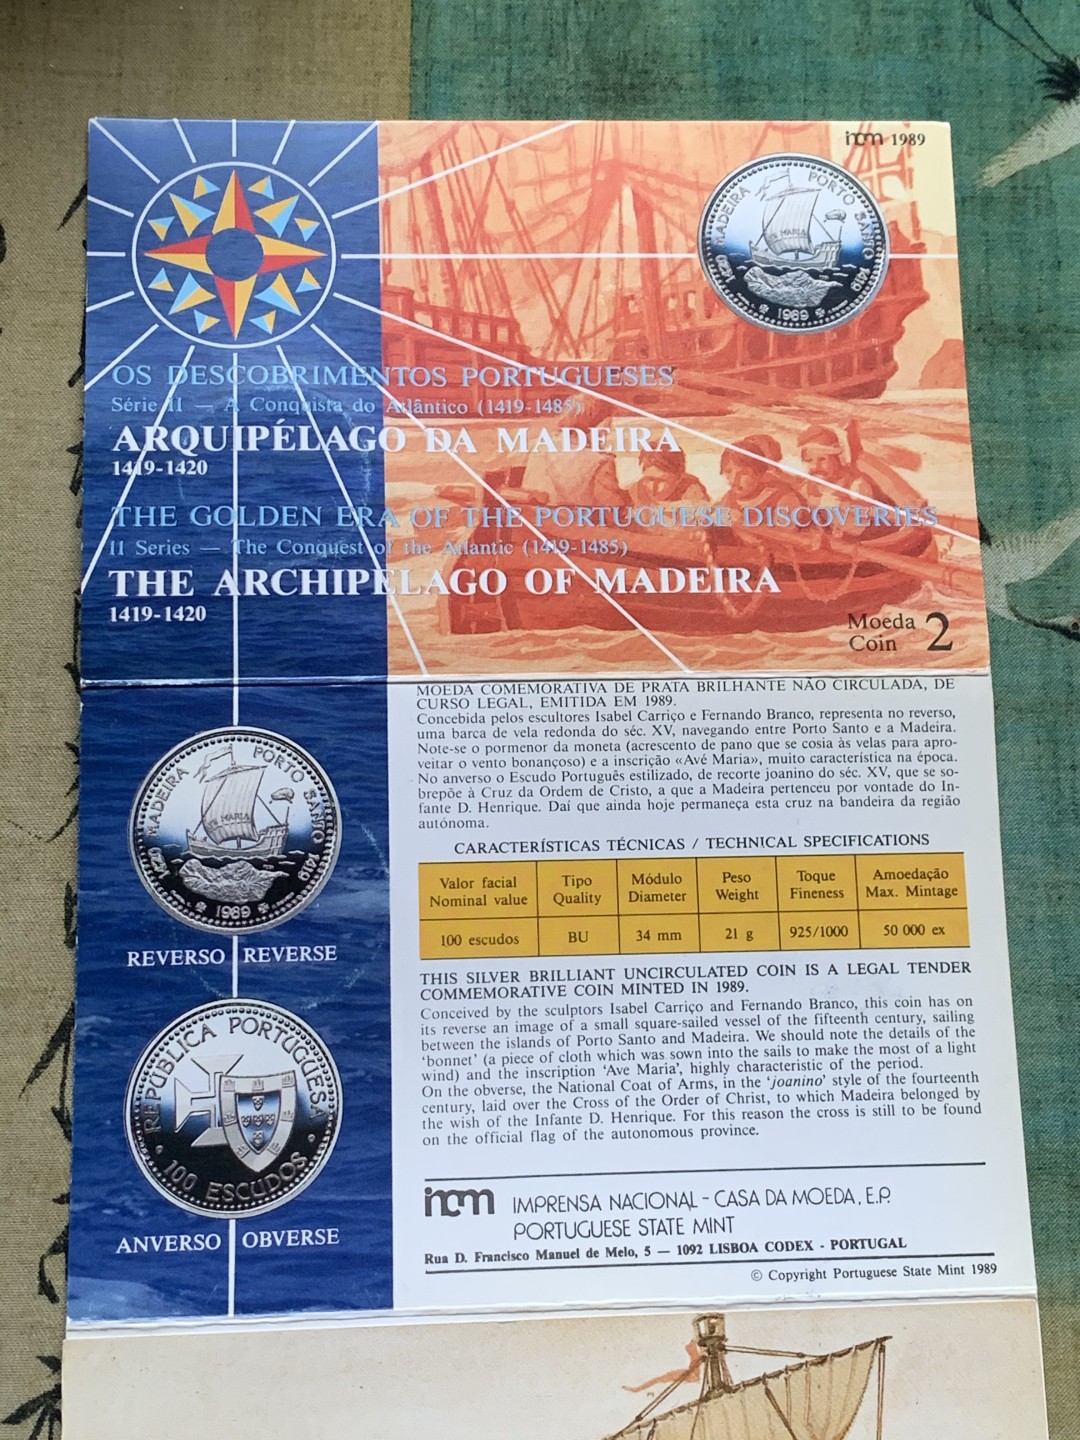 incm 1989
MADEIRA PORTO SANTO 1419
1420
AVE MARIA
1989
OS DESCOBRIMENTOS PORTUGUESES
Série II — A Conquista do Atlântico (1419-1485)
ARQUIPÉLAGO DA MADEIRA
1419-1420
THE GOLDEN ERA OF THE PORTUGUESE DISCOVERIES
II Series — The Conquest of the Atlantic (1419-1485)
THE ARCHIPELAGO OF MADEIRA
1419-1420
Moeda
Coin 2
MADEIRA PORTO SANTO 1419
1420
MARIA
1989
REVERSO REVERSE
REPÚBLICA PORTUGUESA
100 ESCUDOS
ANVERSO OBVERSE
MOEDA COMEMORATIVA DE PRATA BRILHANTE NÃO CIRCULADA, DE
CURSO LEGAL, EMITIDA EM 1989.
Concebida pelos escultores Isabel Carriço e Fernando Branco, representa no reverso,
uma barca de vela redonda do séc. XV, navegando entre Porto Santo e a Madeira.
Note-se o pormenor da moneta (acrescento de pano que se cosia às velas para apro-
veitar o vento bonançoso) e a inscrição «Avé Maria», muito característica na época.
No anverso o Escudo Português estilizado, de recorte joanino do séc. XV, que se so-
brepõe à Cruz da Ordem de Cristo, a que a Madeira pertenceu por vontade do In-
fante D. Henrique. Daí que ainda hoje permaneça esta cruz na bandeira da região
autónoma.
CARACTERÍSTICAS TÉCNICAS / TECHNICAL SPECIFICATIONS
Valor facial Tipo Módulo Peso Toque Amoedação
Nominal value Quality Diameter Weight Fineness Max. Mintage
100 escudos BU 34 mm 21 g 925/1000 50 000 ex
THIS SILVER BRILLIANT UNCIRCULATED COIN IS A LEGAL TENDER
COMMEMORATIVE COIN MINTED IN 1989.
Conceived by the sculptors Isabel Carriço and Fernando Branco, this coin has on
its reverse an image of a small square-sailed vessel of the fifteenth century, sailing
between the islands of Porto Santo and Madeira. We should note the details of the
'bonnet' (a piece of cloth which was sown into the sails to make the most of a light
wind) and the inscription 'Ave Maria', highly characteristic of the period.
On the obverse, the National Coat of Arms, in the 'joanino' style of the fourteenth
century, laid over the Cross of the Order of Christ, to which Madeira belonged by
the wish of the Infante D. Henrique. For this reason the cross is still to be found
on the official flag of the autonomous province.
incm IMPRENSA NACIONAL - CASA DA MOEDA, E.P.
PORTUGUESE STATE MINT
Rua D. Francisco Manuel de Melo, 5 — 1092 LISBOA CODEX - PORTUGAL
© Copyright Portuguese State Mint 1989